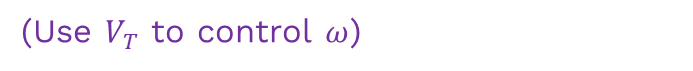 (Use V_T to control ω)